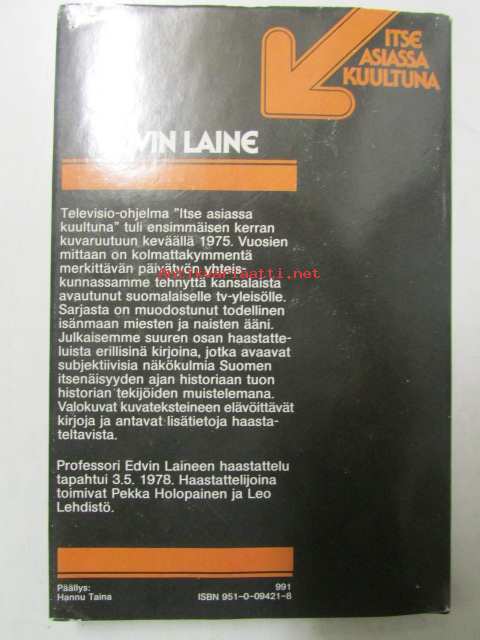 ITSE
ASIASSA
KUULTUNA
VIN LAINE
Televisio-ohjelma "Itse asiassa
kuultuna" tuli ensimmäisen kerran
kuvaruutuun keväällä 1975. Vuosien
mittaan on kolmattakymmentä
merkittävän päivätyön yhteis-
kunnassamme tehnyttä kansalaista
avautunut suomalaiselle tv-yleisölle.
Sarjasta on muodostunut todellinen
isänmaan miesten ja naisten ääni.
Julkaisemme suuren osan haastatte-
luista erillisinä kirjoina, jotka avaavat
subjektiivisia näkökulmia Suomen
itsenäisyyden ajan historiaan tuon
historian tekijöiden muistelemana.
Valokuvat kuvateksteineen elävöittävät
kirjoja ja antavat lisätietoja haasta-
teltavista.
Professori Edvin Laineen haastattelu
tapahtui 3.5. 1978. Haastattelijoina
toimivat Pekka Holopainen ja Leo
Lehdistö.
Päällys:
Hannu Taina
991
ISBN 951-0-09421-8